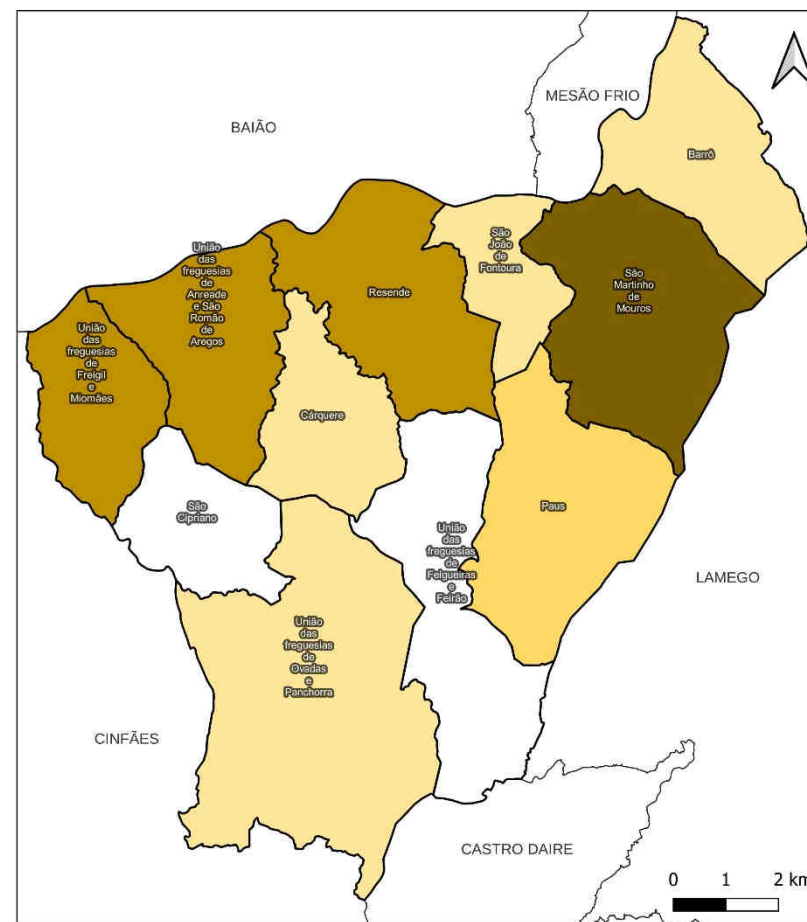 MESÃO FRIO
BAIÃO
Barrô
São
João
de
Fontoura
União
das
freguesias
de
Anreade
e São
Romão
de
Aregos
São
Martinho
de
Mouros
Resende
União
das
freguesias
de
Freigil
e
Miomães
Cárquere
São
Cipriano
Paus
União
das
freguesias
de
Felgueiras
e
Feirão
LAMEGO
União
das
freguesias
de
Ovadas
e
Panchorra
CINFÃES
CASTRO DAIRE
0 1 2 km